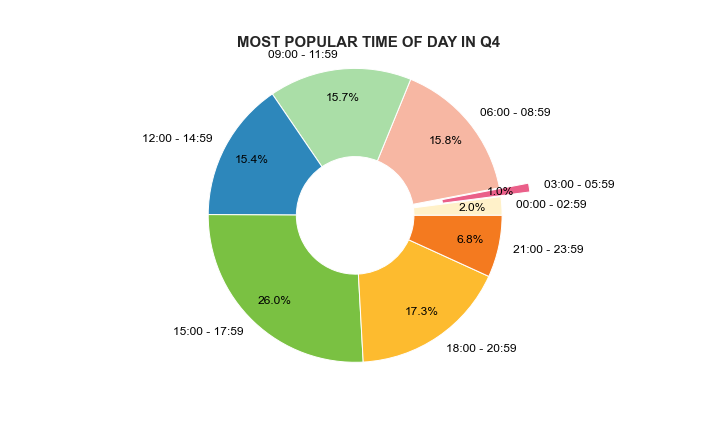 MOST POPULAR TIME OF DAY IN Q4
09:00 - 11:59
15.7%
06:00 - 08:59
15.8%
12:00 - 14:59
15.4%
03:00 - 05:59
1.0%
00:00 - 02:59
2.0%
21:00 - 23:59
6.8%
15:00 - 17:59
26.0%
18:00 - 20:59
17.3%